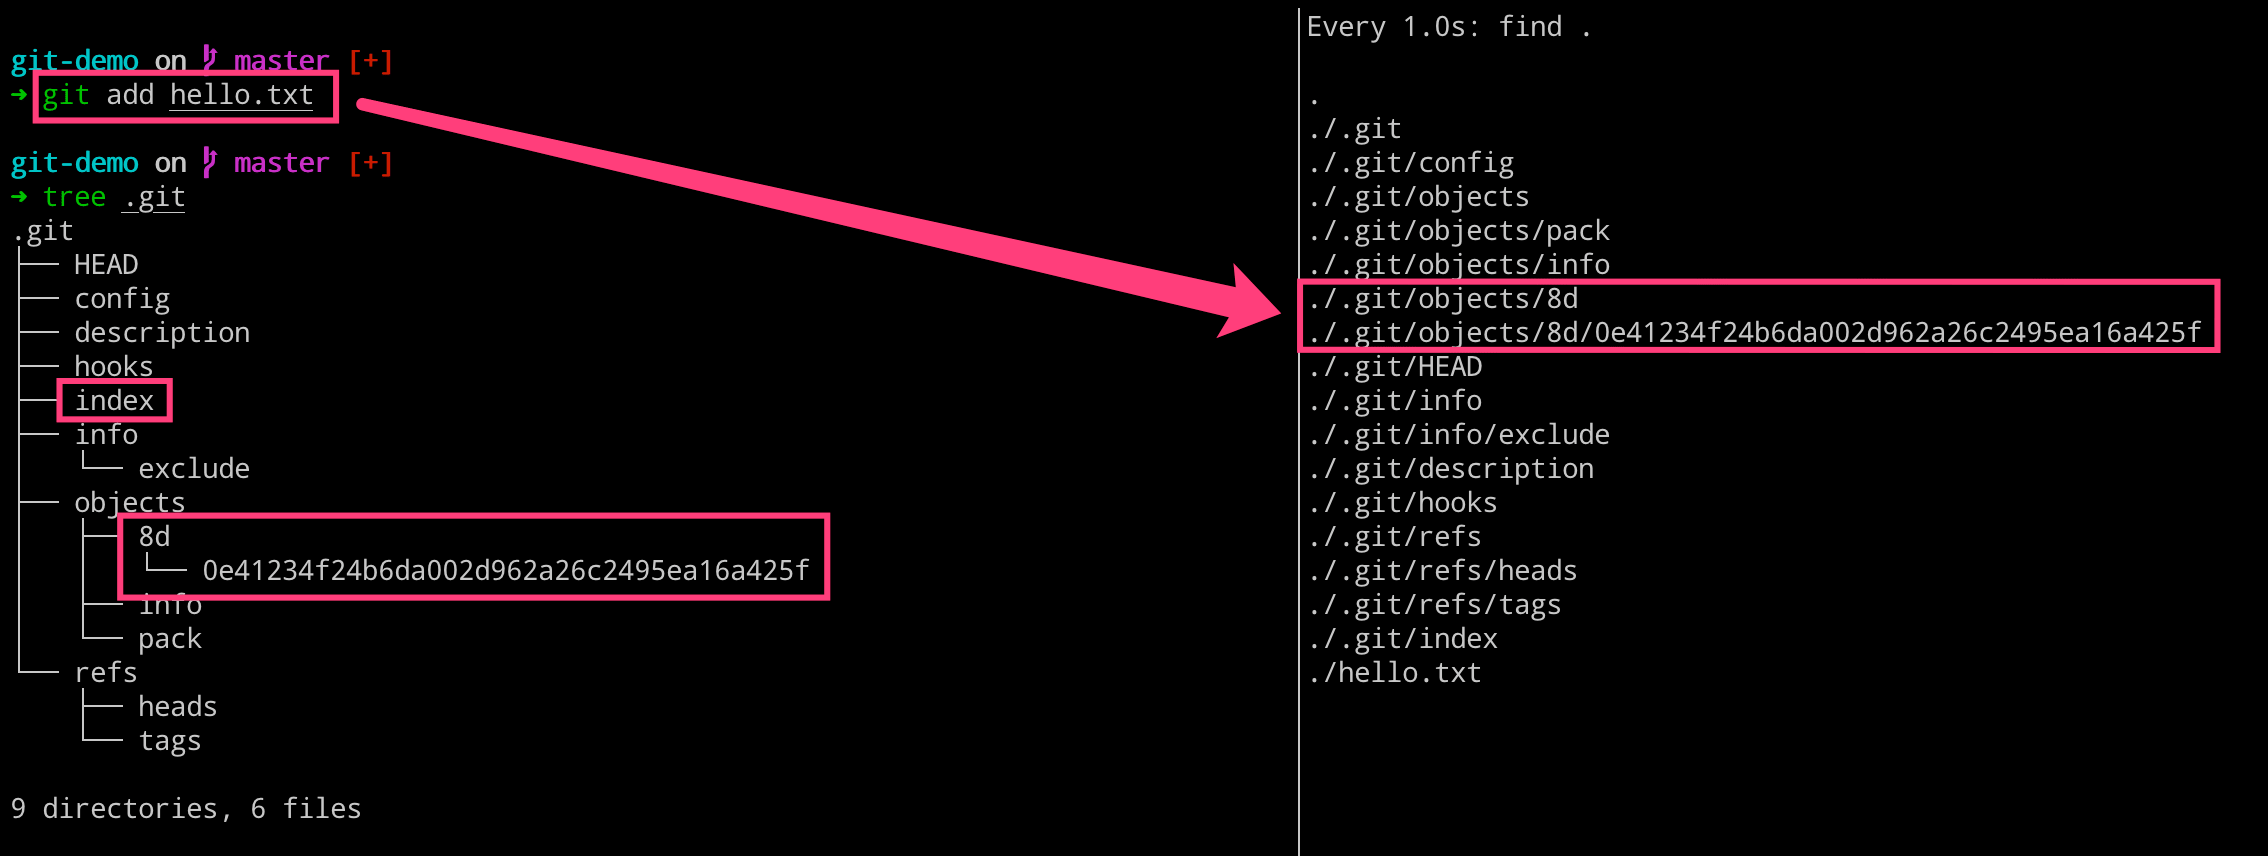 git-demo on master [+]
➜ git add hello.txt
git-demo on master [+]
➜ tree .git
.git
├── HEAD
├── config
├── description
├── hooks
├── index
├── info
│   └── exclude
├── objects
│   ├── 8d
│   │   └── 0e41234f24b6da002d962a26c2495ea16a425f
│   ├── info
│   └── pack
└── refs
    ├── heads
    └── tags
9 directories, 6 files
Every 1.0s: find .
.
./.git
./.git/config
./.git/objects
./.git/objects/pack
./.git/objects/info
./.git/objects/8d
./.git/objects/8d/0e41234f24b6da002d962a26c2495ea16a425f
./.git/HEAD
./.git/info
./.git/info/exclude
./.git/description
./.git/hooks
./.git/refs
./.git/refs/heads
./.git/refs/tags
./.git/index
./hello.txt